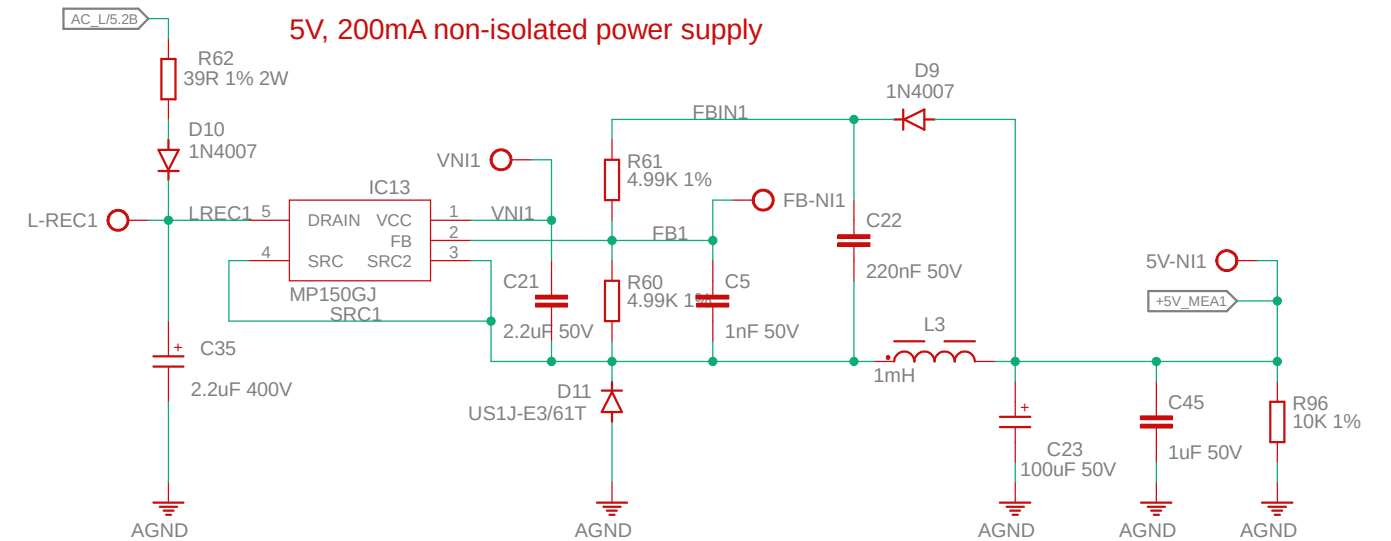 AC_L/5.2B
5V, 200mA non-isolated power supply
R62
39R 1% 2W
D10
1N4007
L-REC1
LREC1
5
4
IC13
DRAIN
VCC
FB
SRC
SRC2
1
2
3
MP150GJ
SRC1
VNI1
VNI1
C21
2.2uF 50V
FBIN1
R61
4.99K 1%
FB1
FB-NI1
R60
4.99K 1%
C5
1nF 50V
D9
1N4007
C22
220nF 50V
L3
1mH
5V-NI1
+5V_MEA1
+
C35
2.2uF 400V
D11
US1J-E3/61T
+
C23
100uF 50V
C45
1uF 50V
R96
10K 1%
AGND
AGND
AGND
AGND
AGND